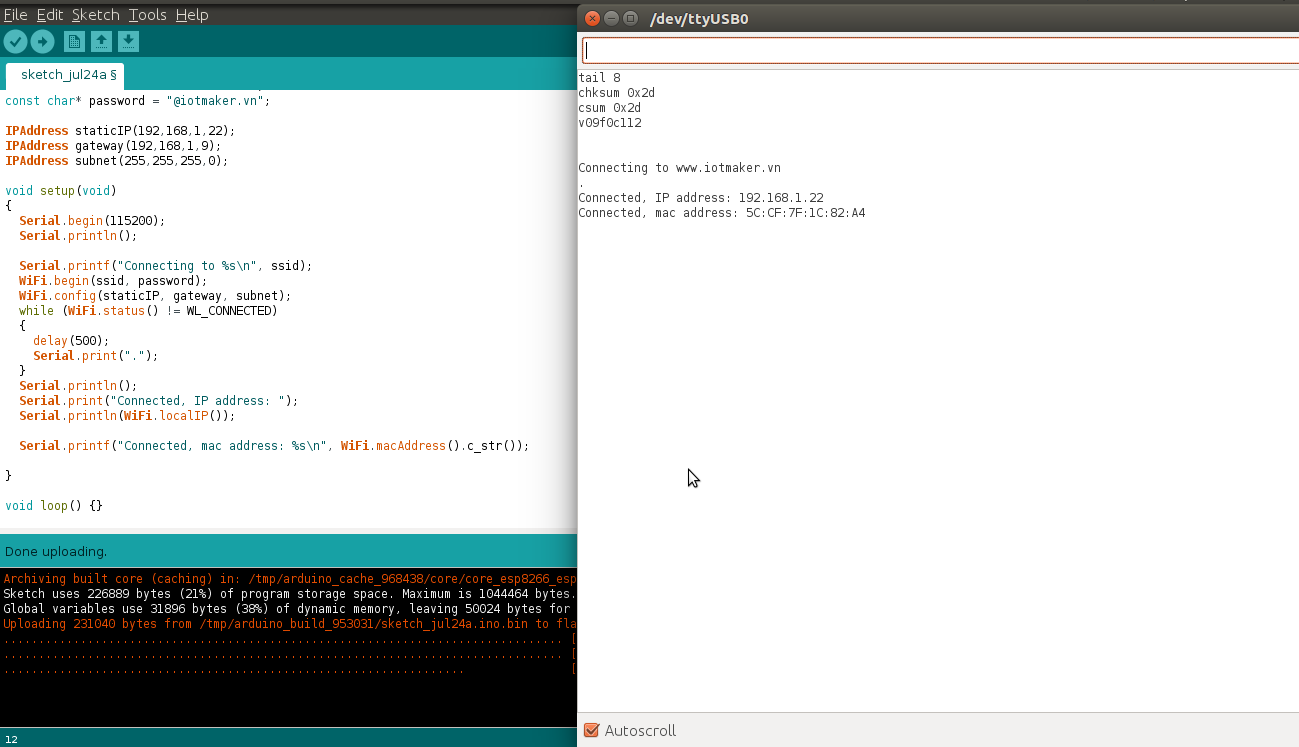 File Edit Sketch Tools Help
sketch_jul24a §
const char* password = "@iotmaker.vn";
IPAddress staticIP(192,168,1,22);
IPAddress gateway(192,168,1,9);
IPAddress subnet(255,255,255,0);
void setup(void)
{
Serial.begin(115200);
Serial.println();
Serial.printf("Connecting to %s\n", ssid);
WiFi.begin(ssid, password);
WiFi.config(staticIP, gateway, subnet);
while (WiFi.status() != WL_CONNECTED)
{
delay(500);
Serial.print(".");
}
Serial.println();
Serial.print("Connected, IP address: ");
Serial.println(WiFi.localIP());
Serial.printf("Connected, mac address: %s\n", WiFi.macAddress().c_str());
}
void loop() {}
Done uploading.
Archiving built core (caching) in: /tmp/arduino_cache_968438/core/core_esp8266_esp
Sketch uses 226889 bytes (21%) of program storage space. Maximum is 1044464 bytes.
Global variables use 31896 bytes (38%) of dynamic memory, leaving 50024 bytes for
Uploading 231040 bytes from /tmp/arduino_build_953031/sketch_jul24a.ino.bin to fla
................................................................................ [
................................................................................ [
.................................................................. [
12
/dev/ttyUSB0
tail 8
chksum 0x2d
csum 0x2d
v09f0c112
Connecting to www.iotmaker.vn
.
Connected, IP address: 192.168.1.22
Connected, mac address: 5C:CF:7F:1C:82:A4
Autoscroll